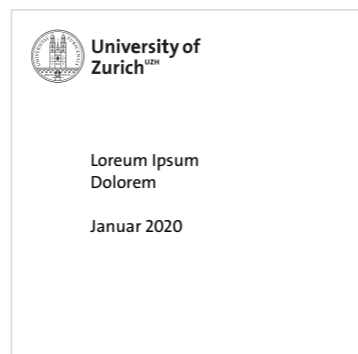 University of
Zurich UZH
Loreum Ipsum
Dolorem
Januar 2020